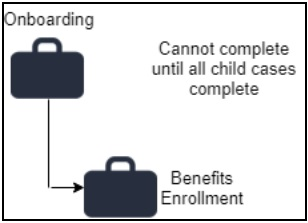 Onboarding
Cannot complete
until all child cases
complete
Benefits
Enrollment